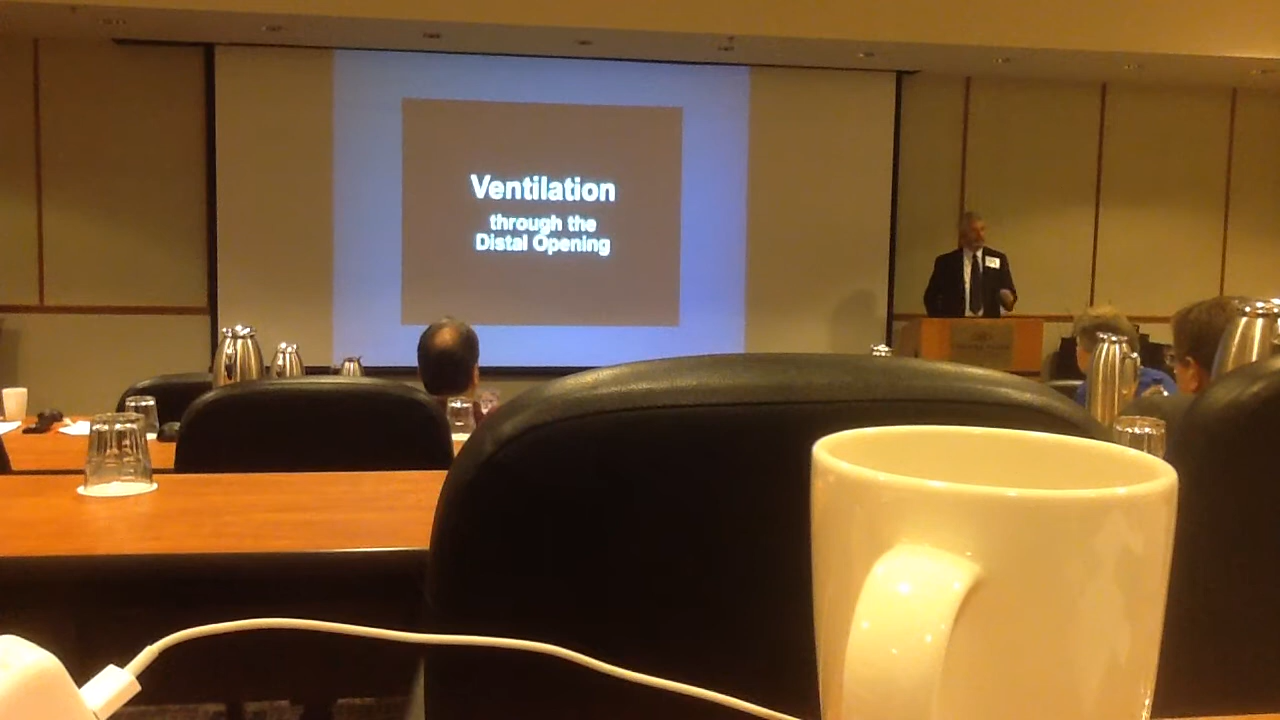 Ventilation
through the
Distal Opening